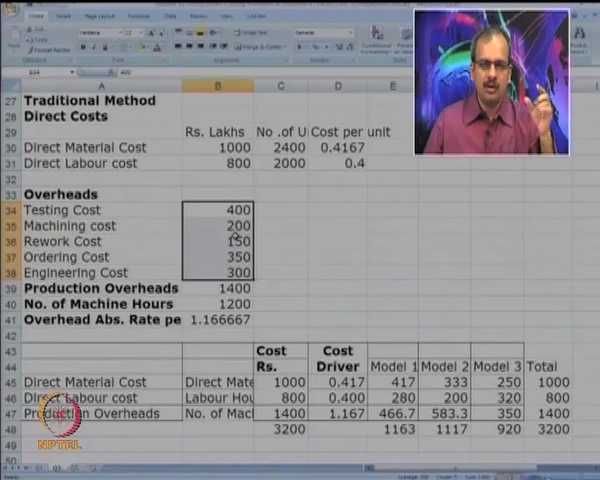 B34 400
A B C D E F G H
27 Traditional Method
28 Direct Costs
29 Rs. Lakhs No .of U Cost per unit
30 Direct Material Cost 1000 2400 0.4167
31 Direct Labour cost 800 2000 0.4
32
33 Overheads
34 Testing Cost 400
35 Machining cost 200
36 Rework Cost 150
37 Ordering Cost 350
38 Engineering Cost 300
39 Production Overheads 1400
40 No. of Machine Hours 1200
41 Overhead Abs. Rate pe 1.166667
42
43 Cost Cost
44 Rs. Driver Model 1 Model 2 Model 3 Total
45 Direct Material Cost Direct Mate 1000 0.417 417 333 250 1000
46 Direct Labour cost Labour Hou 800 0.400 280 200 320 800
47 Production Overheads No. of Mac 1400 1.167 466.7 583.3 350 1400
48 3200 1163 1117 920 3200
49
NPTEL